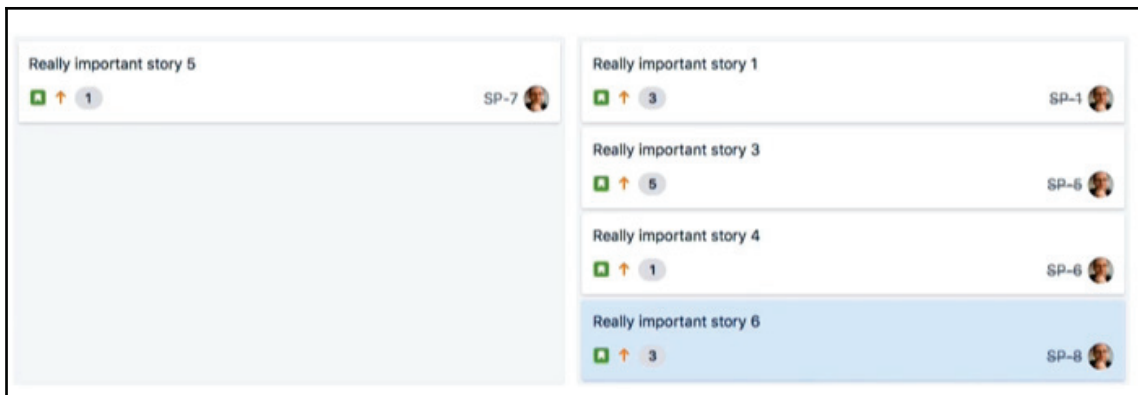 Really important story 5
1
SP-7
Really important story 1
3
SP-1
Really important story 3
5
SP-5
Really important story 4
1
SP-6
Really important story 6
3
SP-8